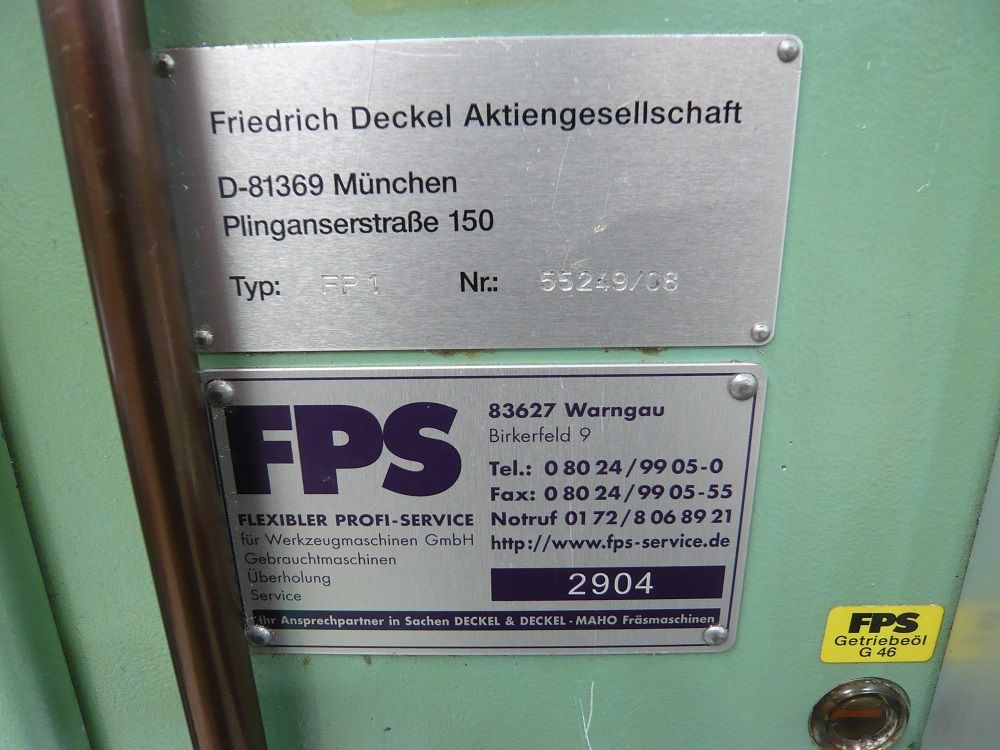 Friedrich Deckel Aktiengesellschaft
D-81369 München
Plinganserstraße 150
Typ: FP1 Nr.: 55249/08
FPS
FLEXIBLER PROFI-SERVICE
für Werkzeugmaschinen GmbH
Gebrauchtmaschinen
Überholung
Service
83627 Warngau
Birkerfeld 9
Tel.: 0 80 24/99 05-0
Fax: 0 80 24/99 05-55
Notruf 01 72/8 06 89 21
http://www.fps-service.de
2904
Ihr Ansprechpartner in Sachen DECKEL & DECKEL-MAHO Fräsmaschinen
FPS
Getriebeöl
G 46